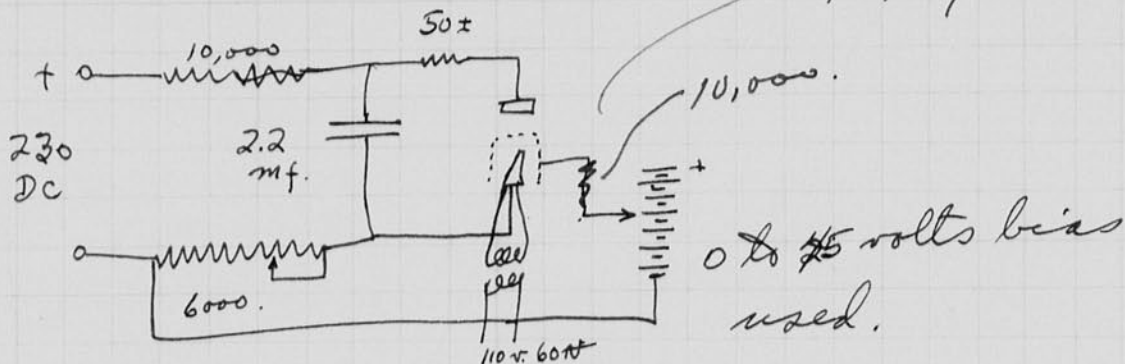 50±
10,000
+
10,000.
230
DC
2.2
mf.
+
0 to 45 volts bias
used.
6000.
110 v. 60~